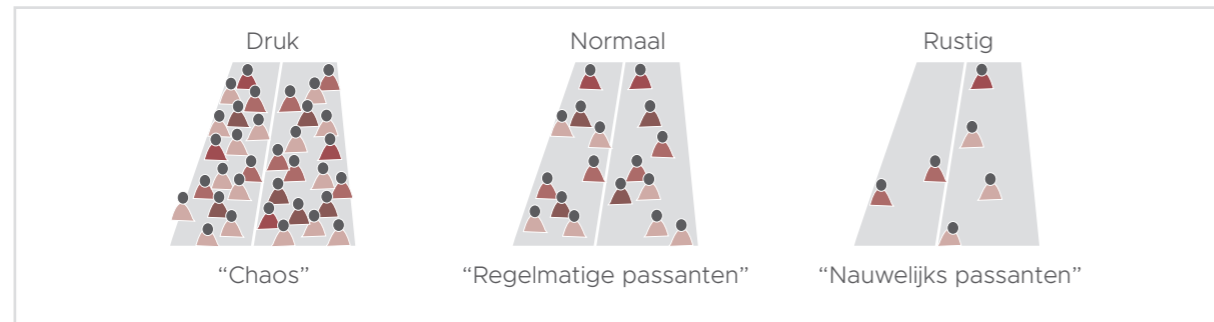 Druk
Normaal
Rustig
“Chaos”
“Regelmatige passanten”
“Nauwelijks passanten”